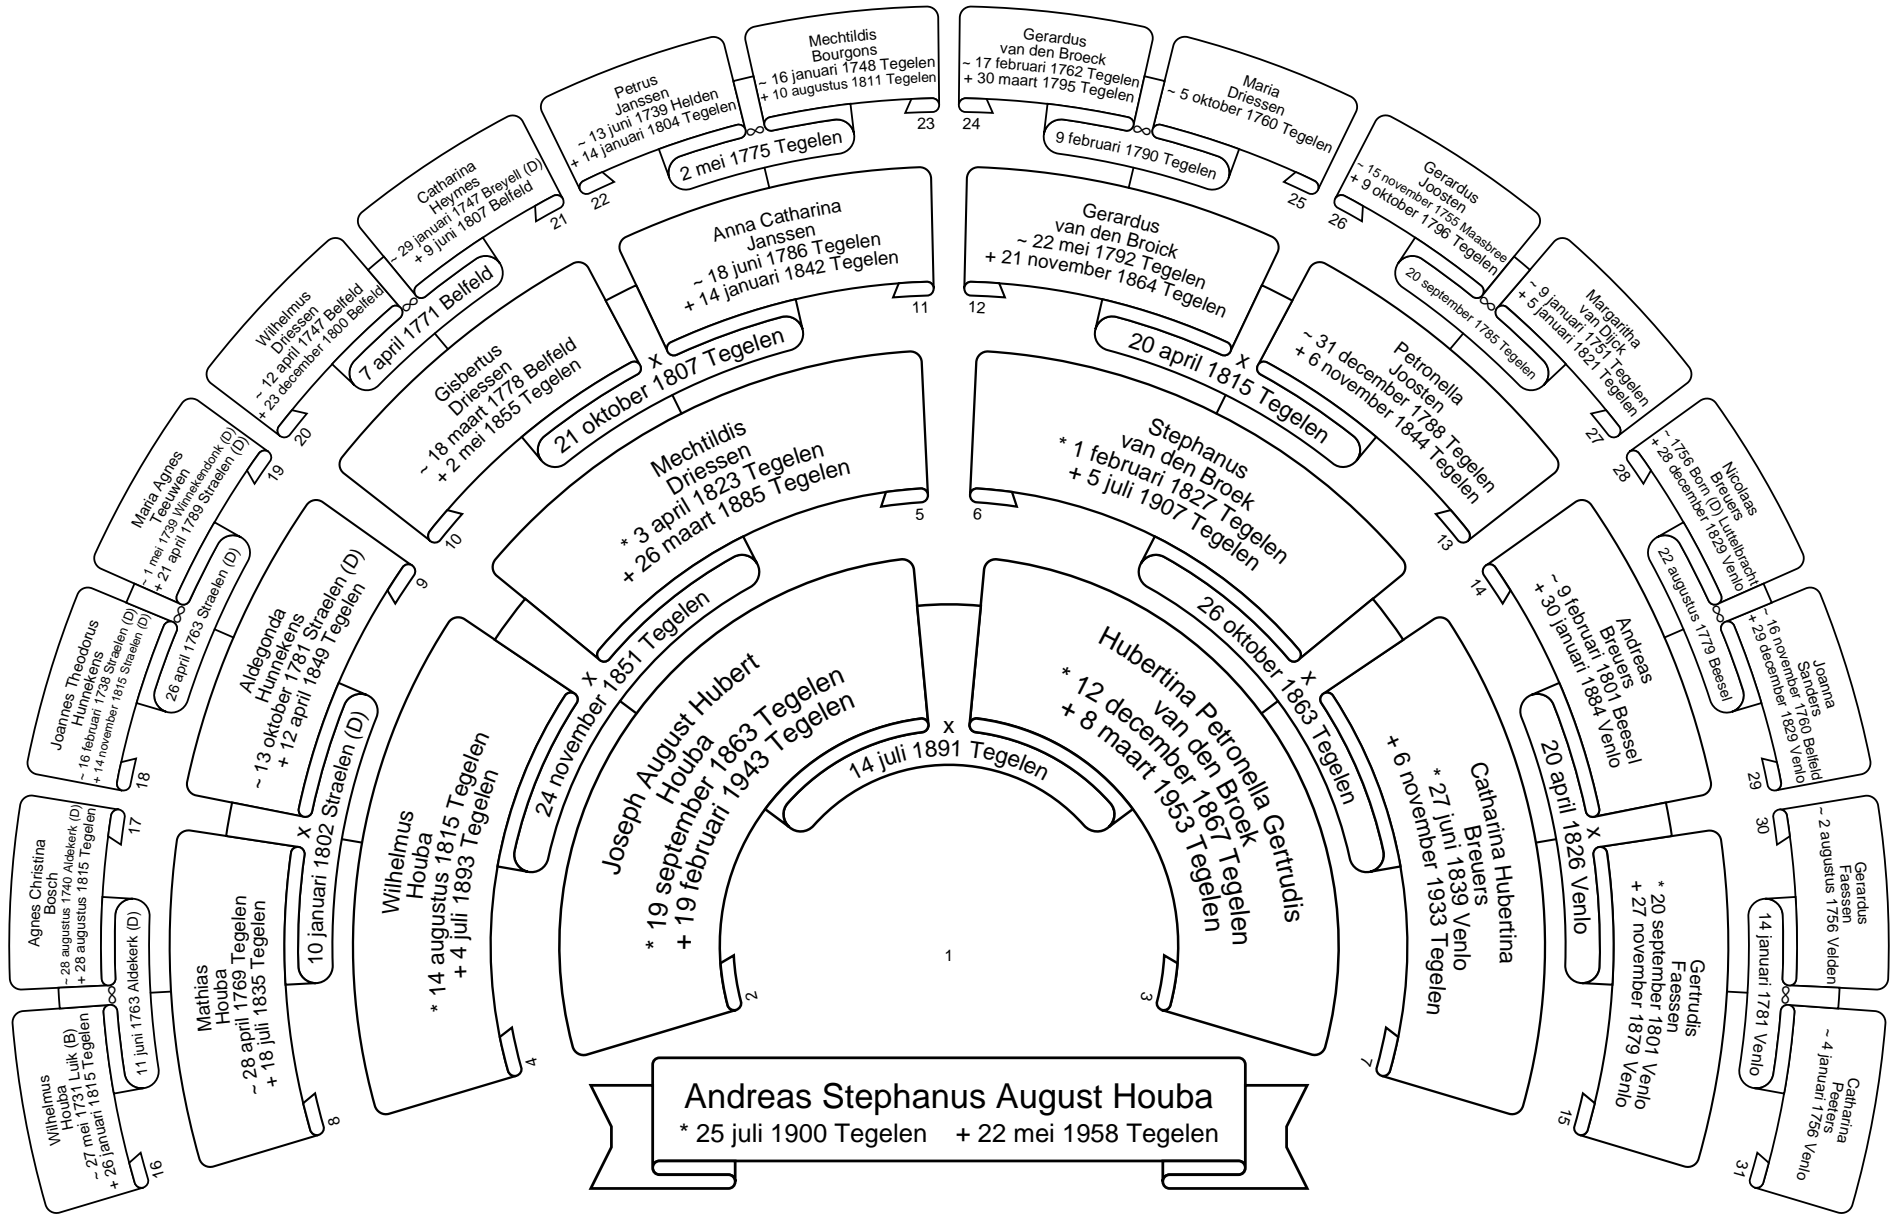 Andreas Stephanus August Houba
* 25 juli 1900 Tegelen + 22 mei 1958 Tegelen
1
Joseph August Hubert
Houba
* 19 september 1863 Tegelen
+ 19 februari 1943 Tegelen
2
x
14 juli 1891 Tegelen
Hubertina Petronella Gertrudis
van den Broek
* 12 december 1867 Tegelen
+ 8 maart 1953 Tegelen
3
Wilhelmus
Houba
* 14 augustus 1815 Tegelen
+ 4 juli 1893 Tegelen
4
x
24 november 1851 Tegelen
Mechtildis
Driessen
* 3 april 1823 Tegelen
+ 26 maart 1885 Tegelen
5
Stephanus
van den Broek
* 1 februari 1827 Tegelen
+ 5 juli 1907 Tegelen
6
x
26 oktober 1863 Tegelen
Catharina Hubertina
Breuers
* 27 juni 1839 Venlo
+ 6 november 1933 Tegelen
7
Mathias
Houba
~ 28 april 1769 Tegelen
+ 18 juli 1835 Tegelen
8
x
10 januari 1802 Straelen (D)
Aldegonda
Hunnekens
~ 13 oktober 1781 Straelen (D)
+ 12 april 1849 Tegelen
9
Gisbertus
Driessen
~ 18 maart 1778 Belfeld
+ 2 mei 1855 Tegelen
10
x
21 oktober 1807 Tegelen
Anna Catharina
Janssen
~ 18 juni 1786 Tegelen
+ 14 januari 1842 Tegelen
11
Gerardus
van den Broick
~ 22 mei 1792 Tegelen
+ 21 november 1864 Tegelen
12
x
20 april 1815 Tegelen
Petronella
Joosten
~ 31 december 1788 Tegelen
+ 6 november 1844 Tegelen
13
Andreas
Breuers
~ 9 februari 1801 Beesel
+ 30 januari 1884 Venlo
14
x
20 april 1826 Venlo
Gertrudis
Faessen
* 20 september 1801 Venlo
+ 27 november 1879 Venlo
15
Wilhelmus
Houba
~ 27 mei 1731 Luik (B)
+ 26 januari 1815 Tegelen
16
∞
11 juni 1763 Aldekerk (D)
Agnes Christina
Bosch
~ 28 augustus 1740 Aldekerk (D)
+ 28 augustus 1815 Tegelen
17
Joannes Theodorus
Hunnekens
~ 16 februari 1738 Straelen (D)
+ 14 november 1815 Straelen (D)
18
∞
26 april 1763 Straelen (D)
Maria Agnes
Teeuwen
~ 1 mei 1739 Winnekendonk (D)
+ 21 april 1789 Straelen (D)
19
Wilhelmus
Driessen
~ 12 april 1747 Belfeld
+ 23 december 1800 Belfeld
20
∞
7 april 1771 Belfeld
Catharina
Heymes
~ 29 januari 1747 Breyell (D)
+ 9 juni 1807 Belfeld
21
Petrus
Janssen
~ 13 juni 1739 Helden
+ 14 januari 1804 Tegelen
22
∞
2 mei 1775 Tegelen
Mechtildis
Bourgons
~ 16 januari 1748 Tegelen
+ 10 augustus 1811 Tegelen
23
Gerardus
van den Broeck
~ 17 februari 1762 Tegelen
+ 30 maart 1795 Tegelen
24
∞
9 februari 1790 Tegelen
Maria
Driessen
~ 5 oktober 1760 Tegelen
25
Gerardus
Joosten
~ 15 november 1755 Maasbree
+ 9 oktober 1796 Tegelen
26
∞
20 september 1785 Tegelen
Margaritha
van Dijck
~ 9 januari 1751 Tegelen
+ 5 januari 1821 Tegelen
27
Nicolaas
Breuers
~ 1756 Born (D) Luttelbracht
+ 28 december 1829 Venlo
28
∞
22 augustus 1779 Beesel
Joanna
Sanders
~ 16 november 1760 Belfeld
+ 29 december 1829 Venlo
29
Gerardus
Faessen
~ 2 augustus 1756 Velden
30
∞
14 januari 1781 Venlo
Catharina
Peeters
~ 4 januari 1756 Venlo
31